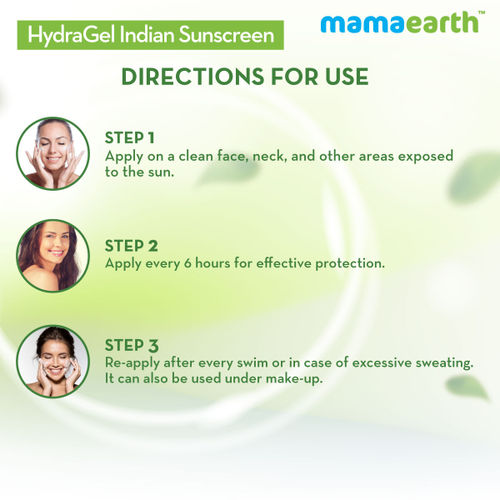 HydraGel Indian Sunscreen
mamaearth™
DIRECTIONS FOR USE
STEP 1
Apply on a clean face, neck, and other areas exposed
to the sun.
STEP 2
Apply every 6 hours for effective protection.
STEP 3
Re-apply after every swim or in case of excessive sweating.
It can also be used under make-up.